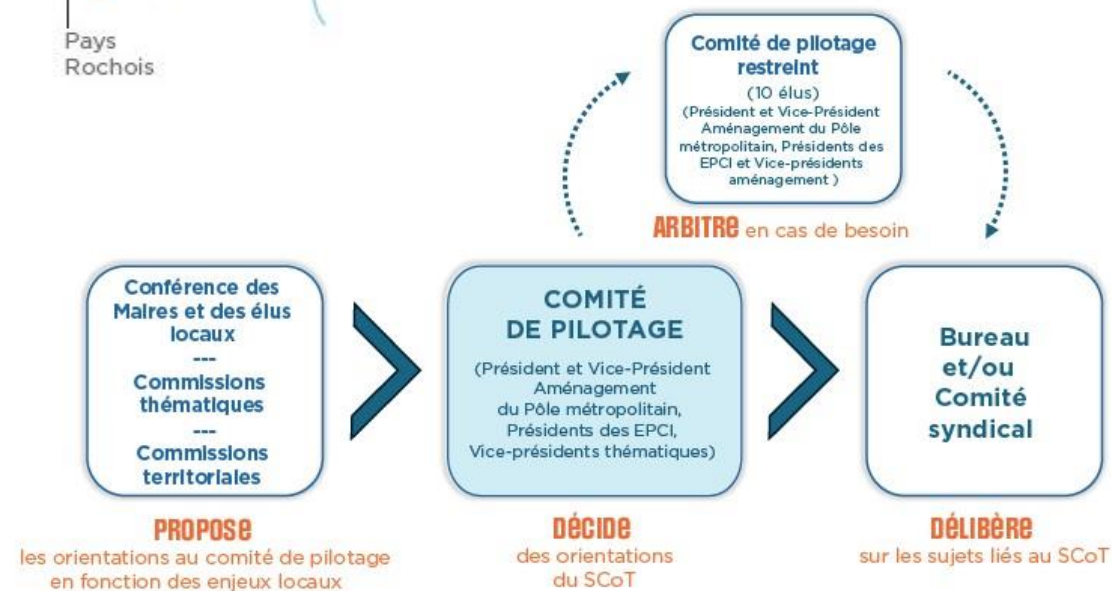 Pays
Rochois
Comité de pilotage
restreint
(10 élus)
(Président et Vice-Président
Aménagement du Pôle
métropolitain, Présidents des
EPCI et Vice-présidents
aménagement )
ARBITRE en cas de besoin
Conférence des
Maires et des élus
locaux
---
Commissions
thématiques
---
Commissions
territoriales
PROPOSE
les orientations au comité de pilotage
en fonction des enjeux locaux
COMITÉ
DE PILOTAGE
(Président et Vice-Président
Aménagement
du Pôle métropolitain,
Présidents des EPCI,
Vice-présidents thématiques)
DÉCIDE
des orientations
du SCoT
Bureau
et/ou
Comité
syndical
DÉLIBÈRE
sur les sujets liés au SCoT